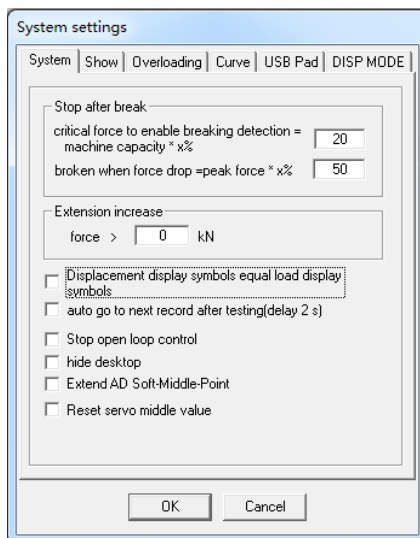 System settings
System Show Overloading Curve USB Pad DISP MODE
Stop after break
critical force to enable breaking detection =
machine capacity * x% 20
broken when force drop =peak force * x% 50
Extension increase
force > 0 kN
Displacement display symbols equal load display
symbols
auto go to next record after testing(delay 2 s)
Stop open loop control
hide desktop
Extend AD Soft-Middle-Point
Reset servo middle value
OK Cancel